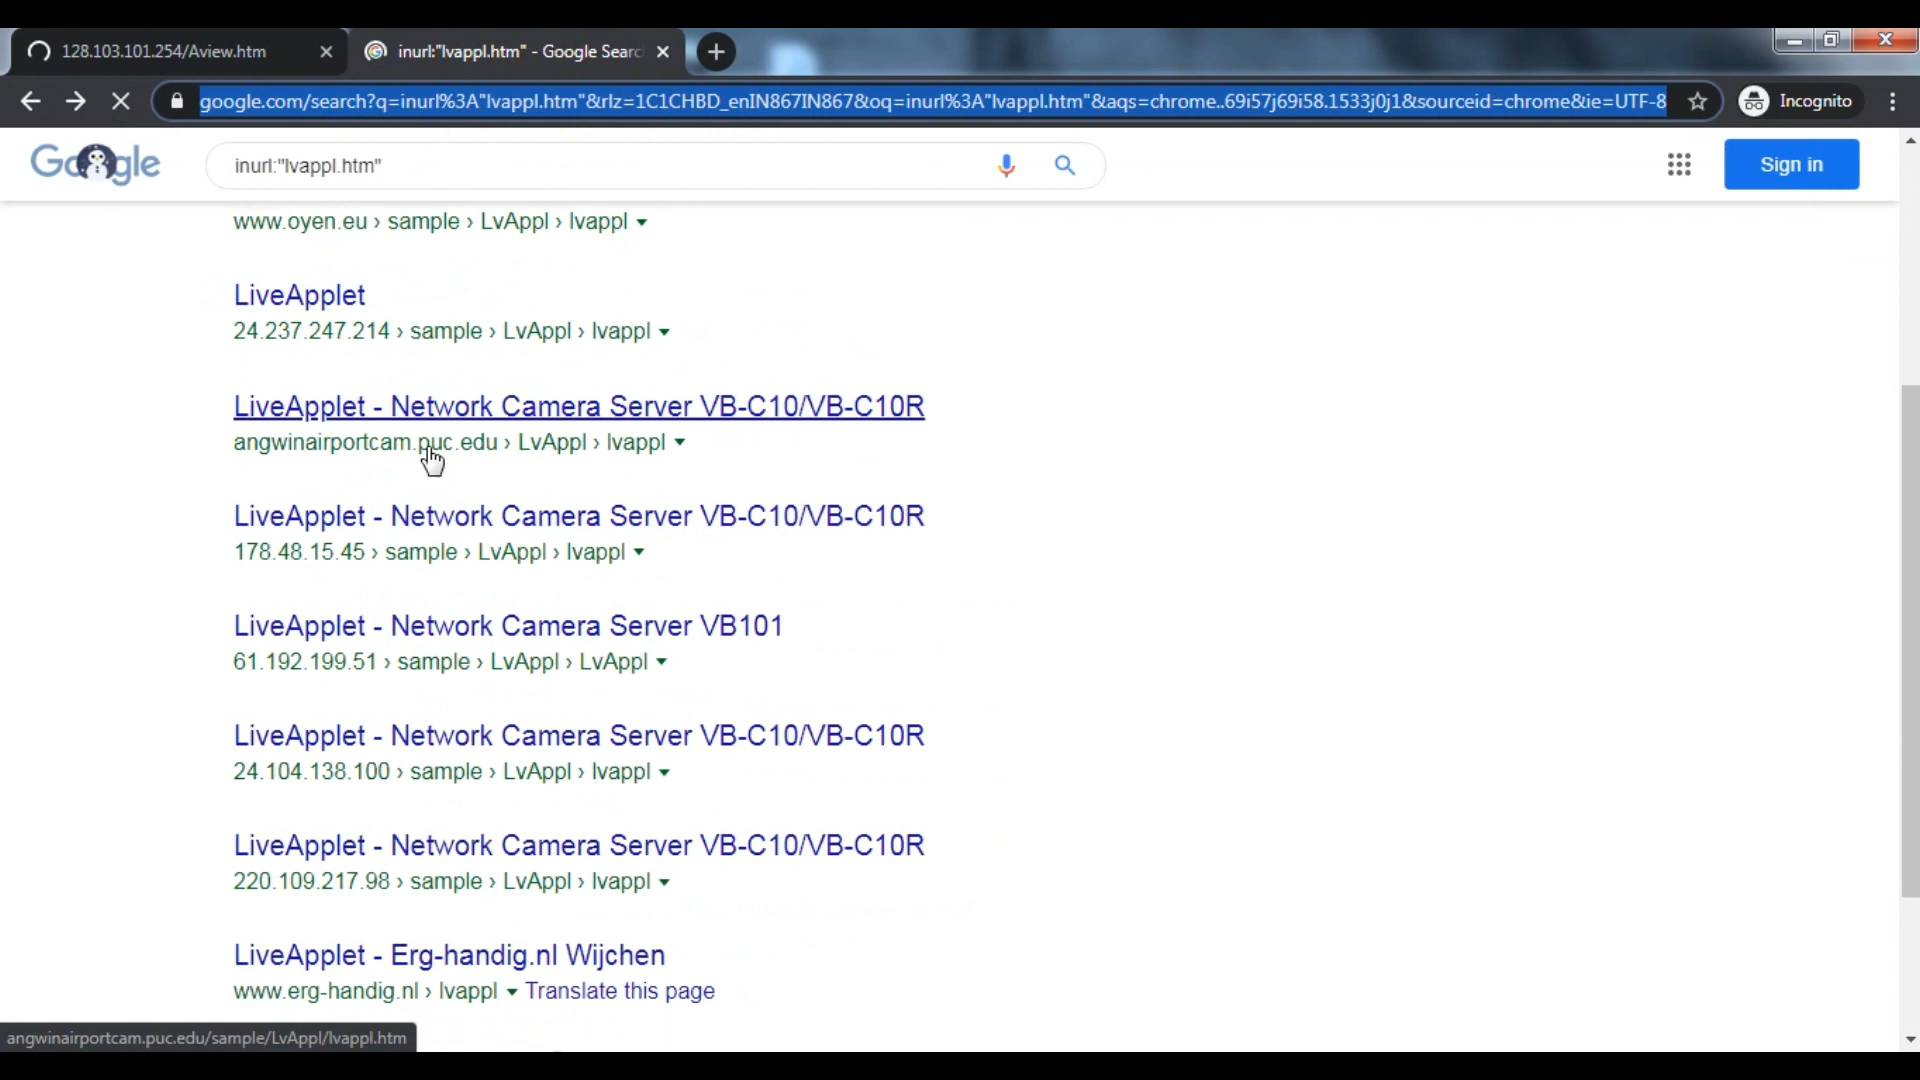 128.103.101.254/Aview.htm
inurl:"lvappl.htm" - Google Searc
google.com/search?q=inurl%3A"lvappl.htm"&rlz=1C1CHBD_enIN867IN867&oq=inurl%3A"lvappl.htm"&aqs=chrome..69i57j69i58.1533j0j1&sourceid=chrome&ie=UTF-8
Incognito
Google
inurl:"lvappl.htm"
Sign in
www.oyen.eu › sample › LvAppl › lvappl
LiveApplet
24.237.247.214 › sample › LvAppl › lvappl
LiveApplet - Network Camera Server VB-C10/VB-C10R
angwinairportcam.puc.edu › LvAppl › lvappl
LiveApplet - Network Camera Server VB-C10/VB-C10R
178.48.15.45 › sample › LvAppl › lvappl
LiveApplet - Network Camera Server VB101
61.192.199.51 › sample › LvAppl › LvAppl
LiveApplet - Network Camera Server VB-C10/VB-C10R
24.104.138.100 › sample › LvAppl › lvappl
LiveApplet - Network Camera Server VB-C10/VB-C10R
220.109.217.98 › sample › LvAppl › lvappl
LiveApplet - Erg-handig.nl Wijchen
www.erg-handig.nl › lvappl Translate this page
angwinairportcam.puc.edu/sample/LvAppl/lvappl.htm